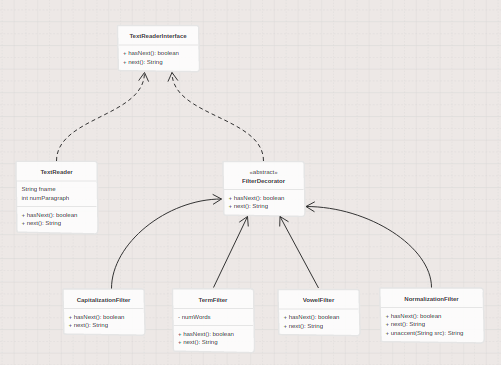 TextReaderInterface
+ hasNext(): boolean
+ next(): String
TextReader
String fname
int numParagraph
+ hasNext(): boolean
+ next(): String
«abstract»
FilterDecorator
+ hasNext(): boolean
+ next(): String
CapitalizationFilter
+ hasNext(): boolean
+ next(): String
TermFilter
- numWords
+ hasNext(): boolean
+ next(): String
VowelFilter
+ hasNext(): boolean
+ next(): String
NormalizationFilter
+ hasNext(): boolean
+ next(): String
+ unaccent(String src): String